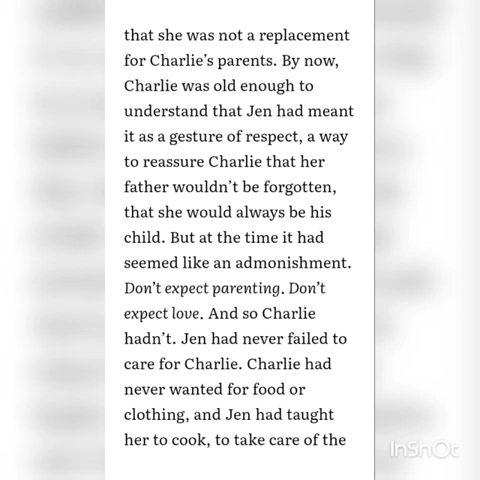 that she was not a replacement
for Charlie’s parents. By now,
Charlie was old enough to
understand that Jen had meant
it as a gesture of respect, a way
to reassure Charlie that her
father wouldn’t be forgotten,
that she would always be his
child. But at the time it had
seemed like an admonishment.
Don’t expect parenting. Don’t
expect love. And so Charlie
hadn’t. Jen had never failed to
care for Charlie. Charlie had
never wanted for food or
clothing, and Jen had taught
her to cook, to take care of the
InShOt